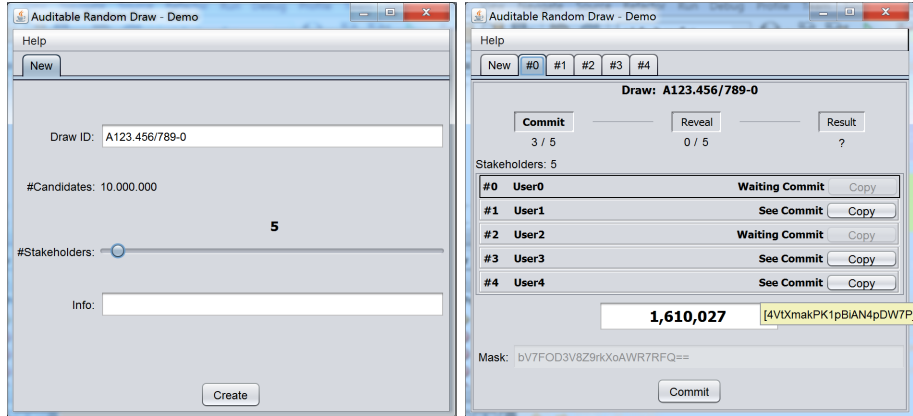 Auditable Random Draw - Demo
Help
New
Draw ID: A123.456/789-0
#Candidates: 10.000.000
5
#Stakeholders:
Info:
Create
Auditable Random Draw - Demo
Help
New #0 #1 #2 #3 #4
Draw: A123.456/789-0
Commit Reveal Result
3 / 5 0 / 5 ?
Stakeholders: 5
#0 User0 Waiting Commit Copy
#1 User1 See Commit Copy
#2 User2 Waiting Commit Copy
#3 User3 See Commit Copy
#4 User4 See Commit Copy
1,610,027
[4VtXmakPK1pBiAN4pDW7P
Mask: bV7FOD3V8Z9rkXoAWR7RFQ==
Commit